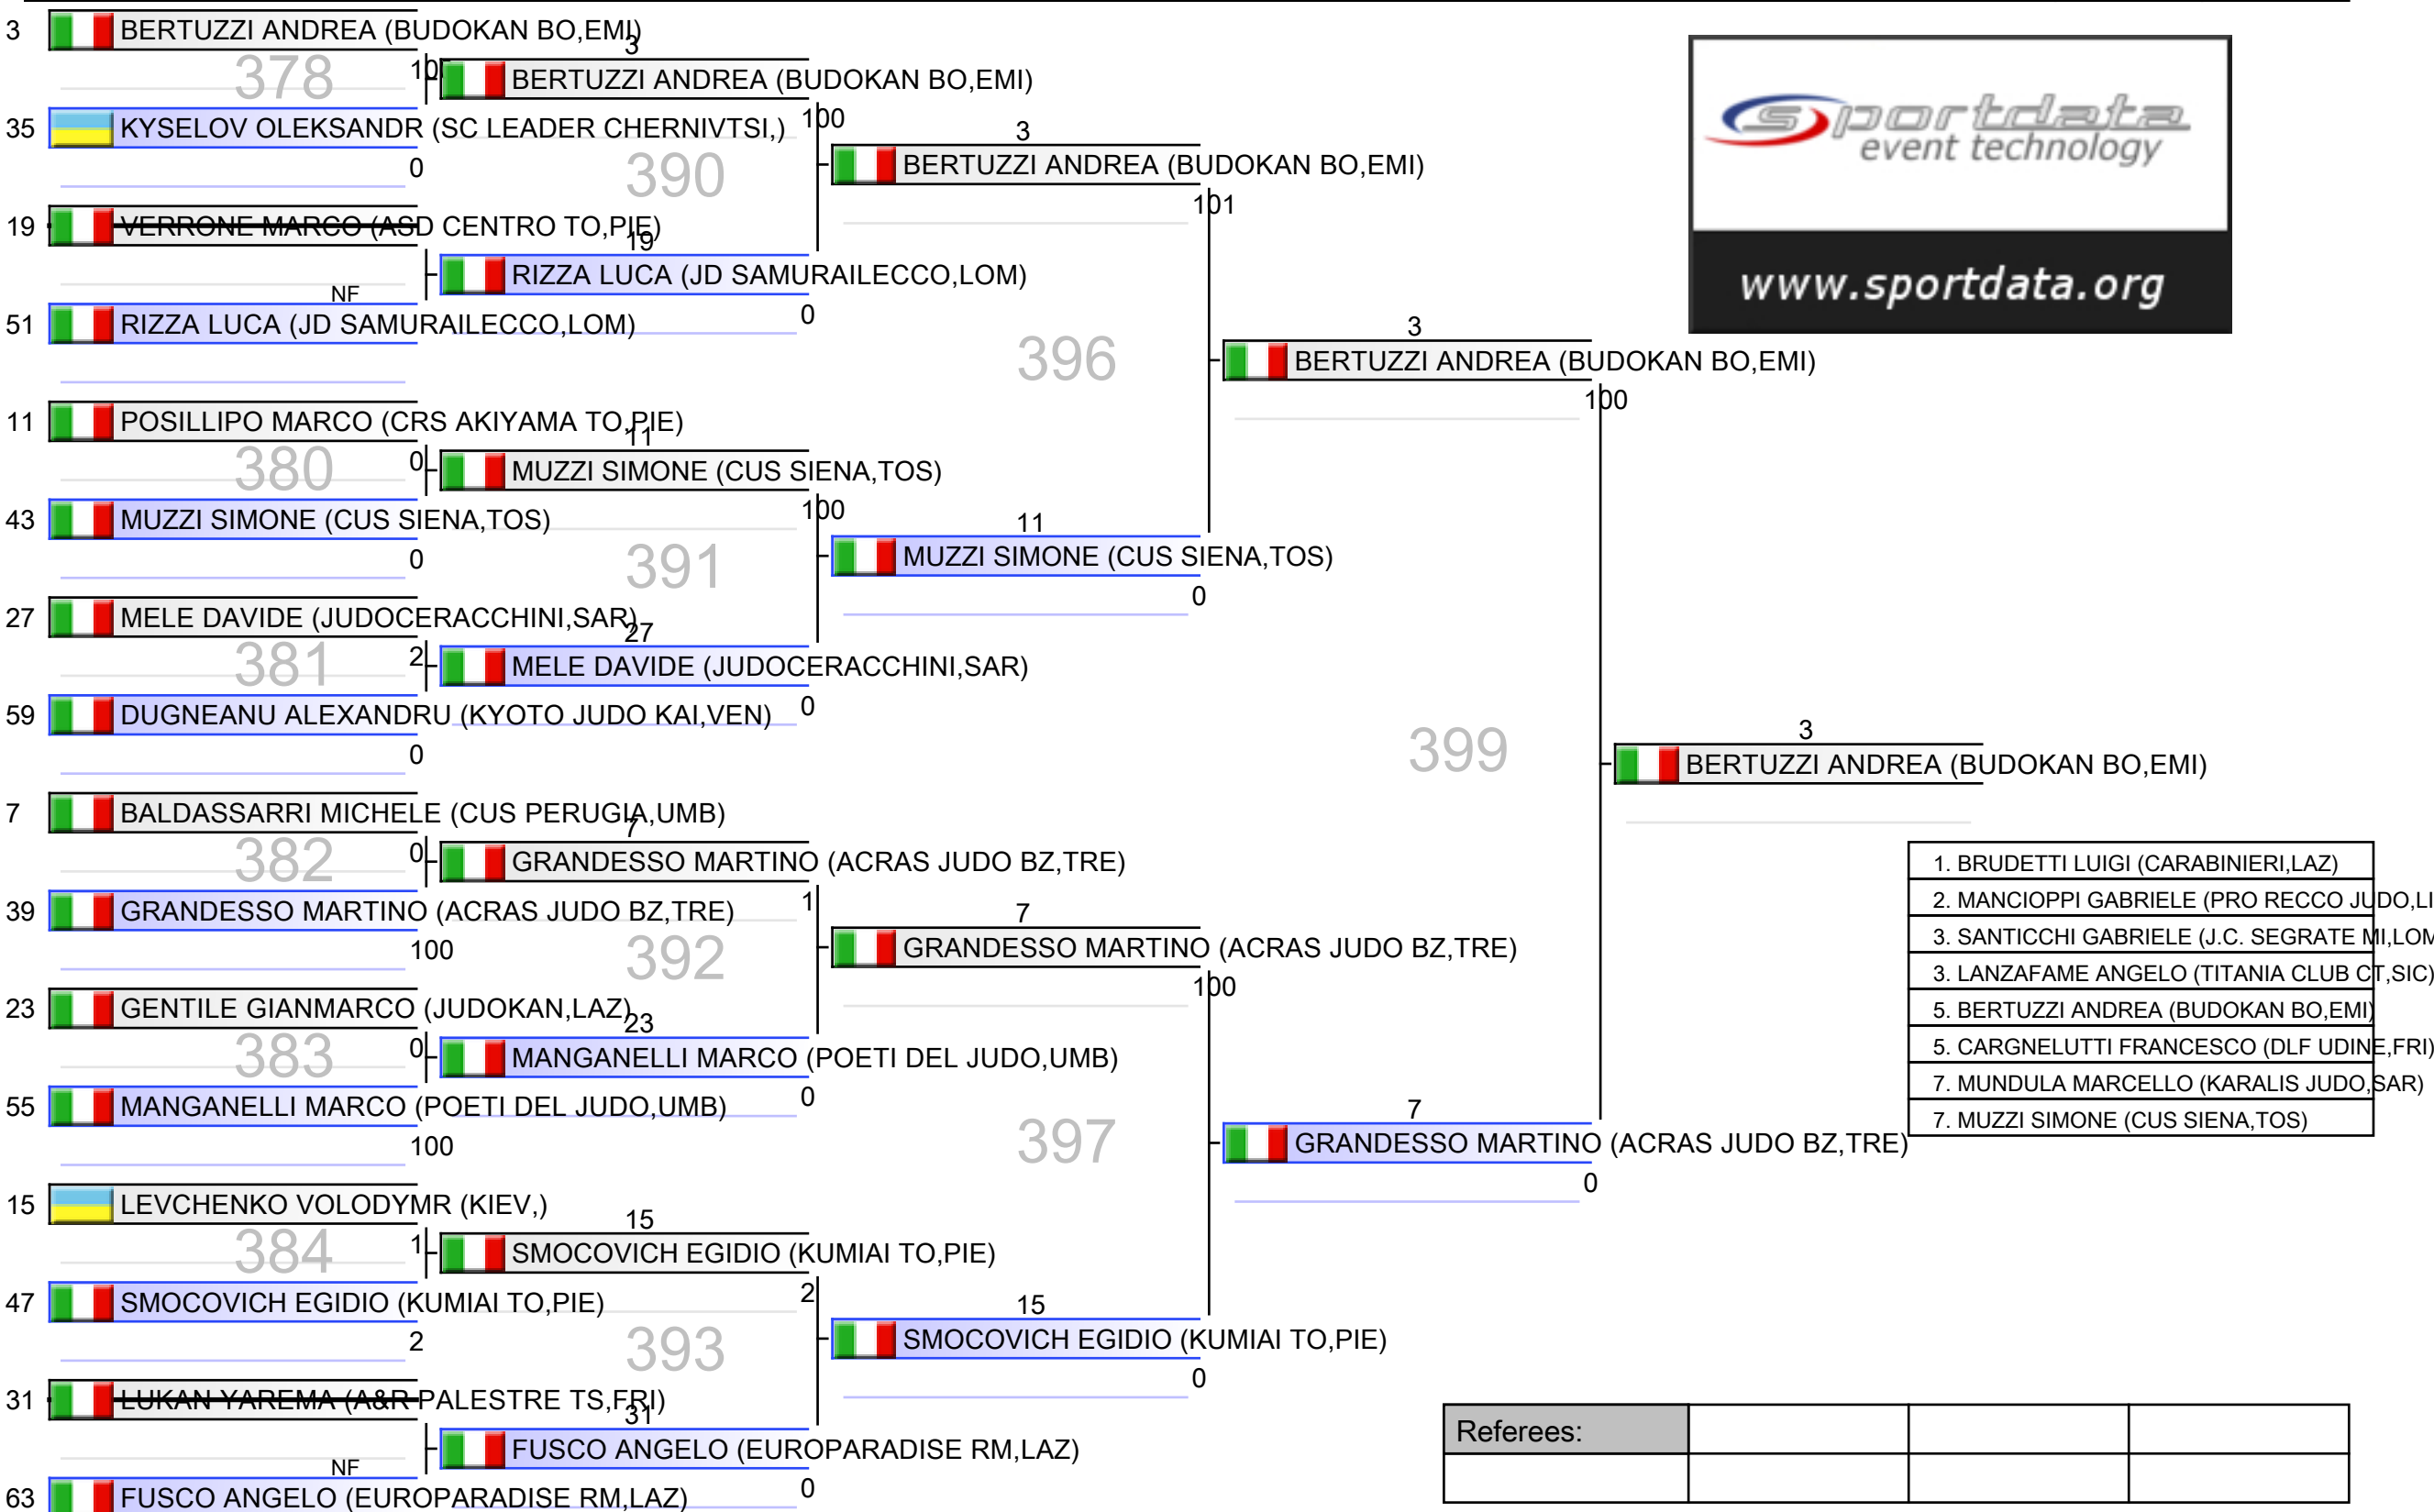 3 BERTUZZI ANDREA (BUDOKAN BO,EMI)
378
35 KYSELOV OLEKSANDR (SC LEADER CHERNIVTSI,)
0
19 VERRONE MARCO (ASD CENTRO TO,PIE)
NF
51 RIZZA LUCA (JD SAMURAILECCO,LOM)
11 POSILLIPO MARCO (CRS AKIYAMA TO,PIE)
380 0
43 MUZZI SIMONE (CUS SIENA,TOS)
0
27 MELE DAVIDE (JUDOCERACCHINI,SAR)
381 2
59 DUGNEANU ALEXANDRU (KYOTO JUDO KAI,VEN)
0
7 BALDASSARRI MICHELE (CUS PERUGIA,UMB)
382 0
39 GRANDESSO MARTINO (ACRAS JUDO BZ,TRE)
100
23 GENTILE GIANMARCO (JUDOKAN,LAZ)
383 0
55 MANGANELLI MARCO (POETI DEL JUDO,UMB)
100
15 LEVCHENKO VOLODYMR (KIEV,)
384 1
47 SMOCOVICH EGIDIO (KUMIAI TO,PIE)
2
31 LUKAN YAREMA (A&R PALESTRE TS,FRI)
NF
63 FUSCO ANGELO (EUROPARADISE RM,LAZ)
3
BERTUZZI ANDREA (BUDOKAN BO,EMI)
100
390
19
RIZZA LUCA (JD SAMURAILECCO,LOM)
0
11
MUZZI SIMONE (CUS SIENA,TOS)
100
391
27
MELE DAVIDE (JUDOCERACCHINI,SAR)
0
7
GRANDESSO MARTINO (ACRAS JUDO BZ,TRE)
1
392
23
MANGANELLI MARCO (POETI DEL JUDO,UMB)
0
15
SMOCOVICH EGIDIO (KUMIAI TO,PIE)
2
393
31
FUSCO ANGELO (EUROPARADISE RM,LAZ)
0
3
BERTUZZI ANDREA (BUDOKAN BO,EMI)
101
396
11
MUZZI SIMONE (CUS SIENA,TOS)
0
7
GRANDESSO MARTINO (ACRAS JUDO BZ,TRE)
100
397
15
SMOCOVICH EGIDIO (KUMIAI TO,PIE)
0
3
BERTUZZI ANDREA (BUDOKAN BO,EMI)
100
399
7
GRANDESSO MARTINO (ACRAS JUDO BZ,TRE)
0
3
BERTUZZI ANDREA (BUDOKAN BO,EMI)
sportdata
event technology
www.sportdata.org
1. BRUDETTI LUIGI (CARABINIERI,LAZ)
2. MANCIOPPI GABRIELE (PRO RECCO JUDO,LI
3. SANTICCHI GABRIELE (J.C. SEGRATE MI,LOM
3. LANZAFAME ANGELO (TITANIA CLUB CT,SIC)
5. BERTUZZI ANDREA (BUDOKAN BO,EMI)
5. CARGNELUTTI FRANCESCO (DLF UDINE,FRI)
7. MUNDULA MARCELLO (KARALIS JUDO,SAR)
7. MUZZI SIMONE (CUS SIENA,TOS)
Referees: